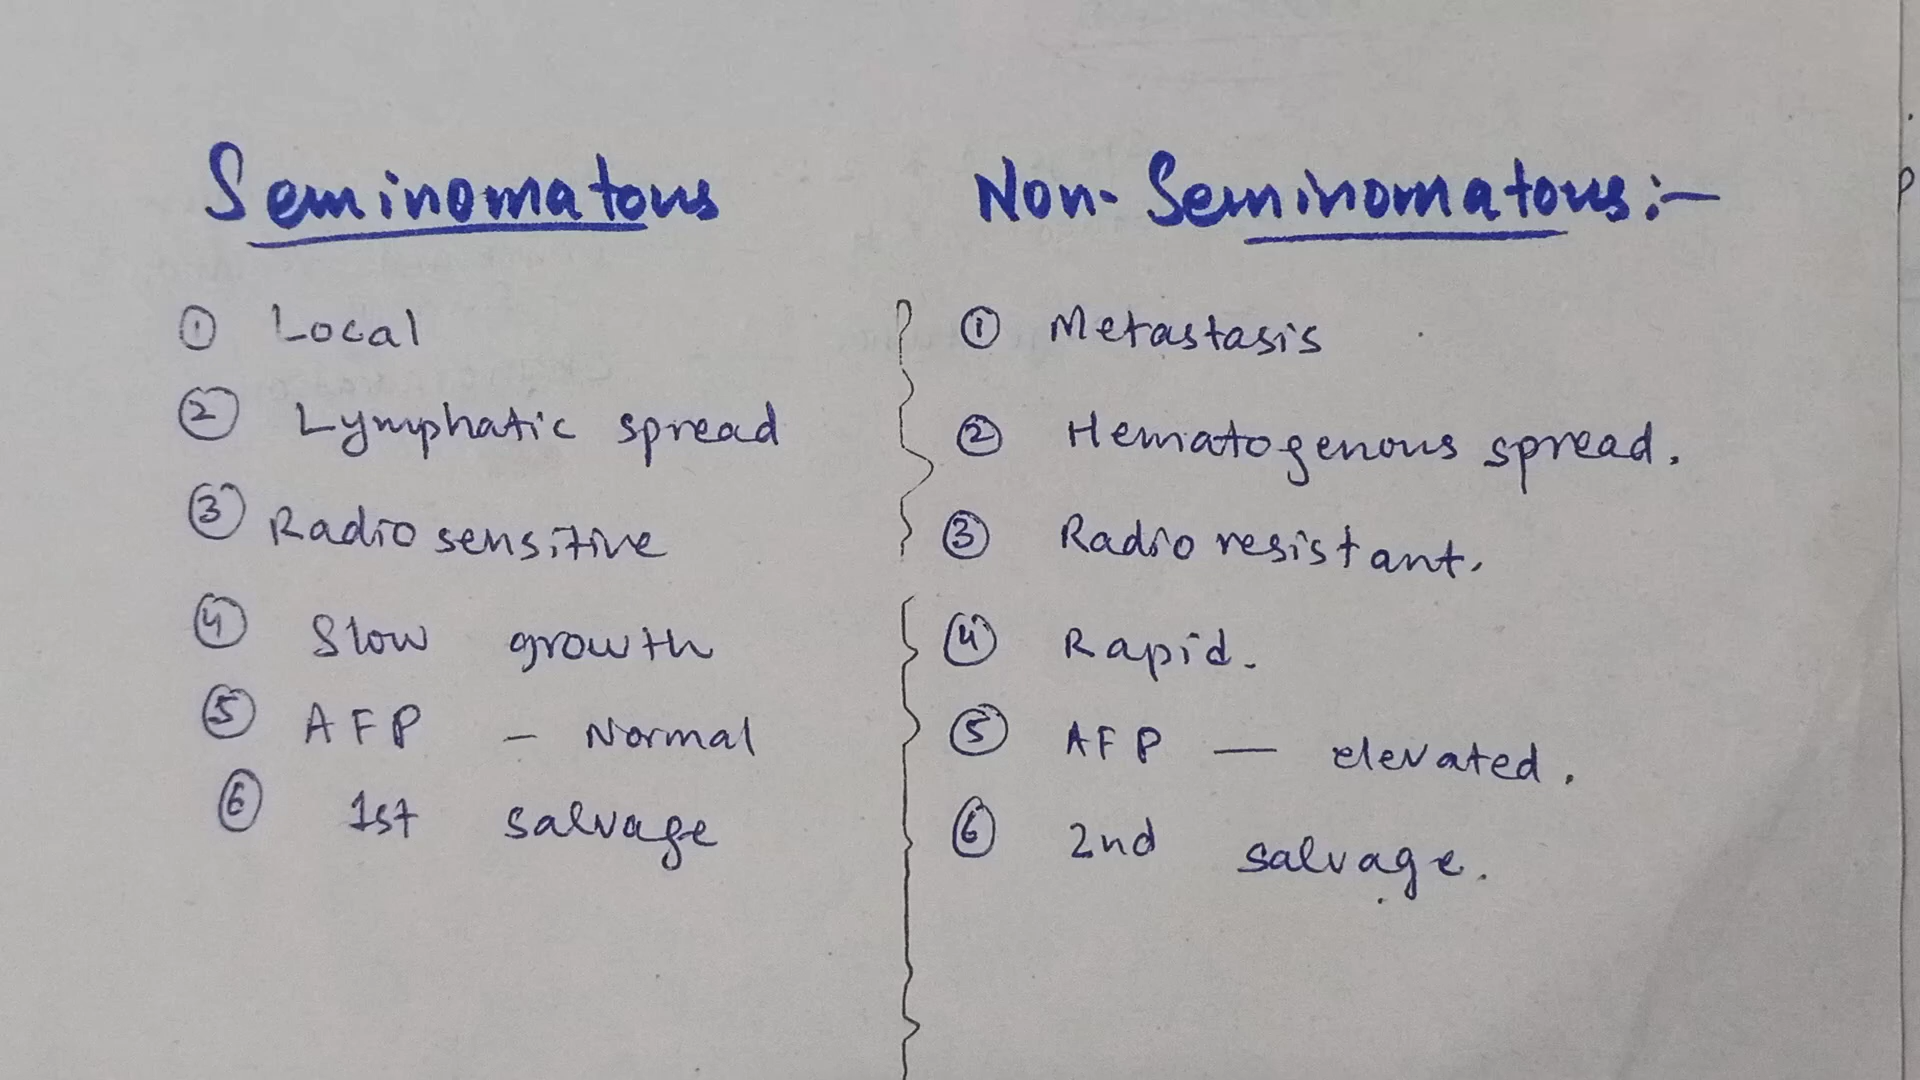 Seminomatous
① Local
② Lymphatic spread
③ Radio sensitive
④ Slow growth
⑤ AFP - Normal
⑥ 1st salvage
Non-Seminomatous:-
① Metastasis
② Hematogenous spread.
③ Radio resistant.
④ Rapid.
⑤ AFP — elevated.
⑥ 2nd salvage.